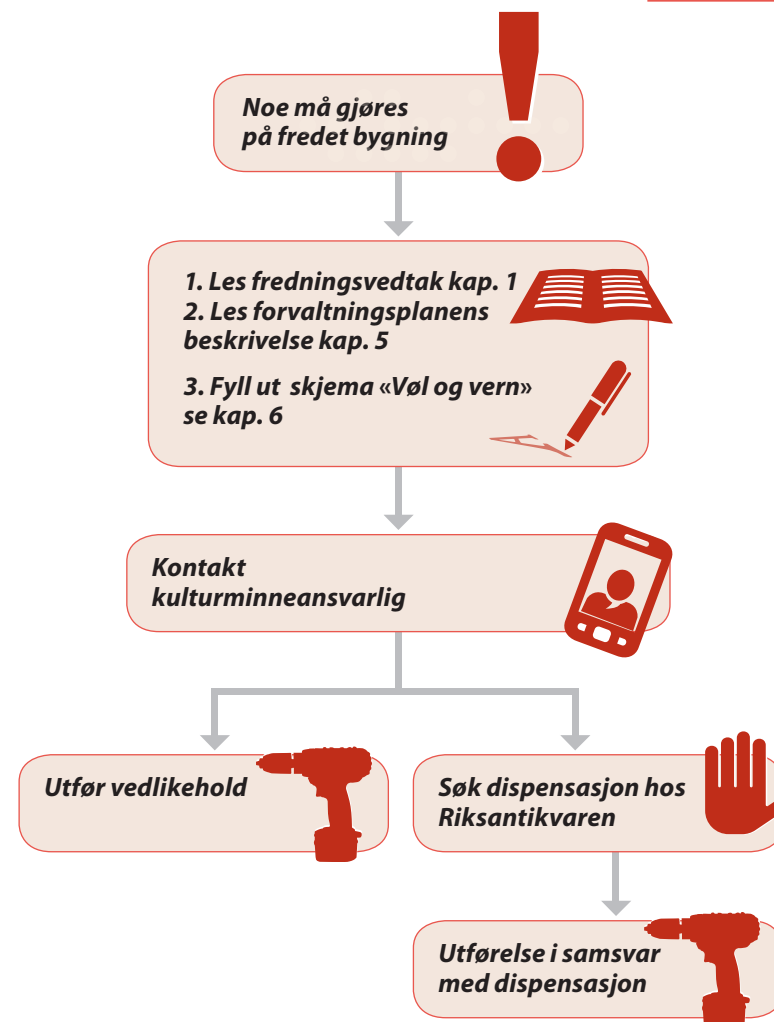 Noe må gjøres
på fredet bygning
1. Les fredningsvedtak kap. 1
2. Les forvaltningsplanens
beskrivelse kap. 5
3. Fyll ut skjema «Vøl og vern»
se kap. 6
Kontakt
kulturminneansvarlig
Utfør vedlikehold
Søk dispensasjon hos
Riksantikvaren
Utførelse i samsvar
med dispensasjon